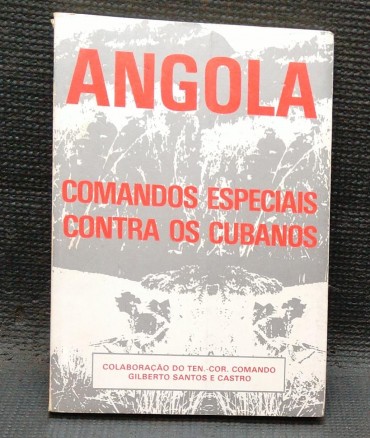 ANGOLA
COMANDOS ESPECIAIS
CONTRA OS CUBANOS
COLABORAÇÃO DO TEN.-COR. COMANDO
GILBERTO SANTOS E CASTRO